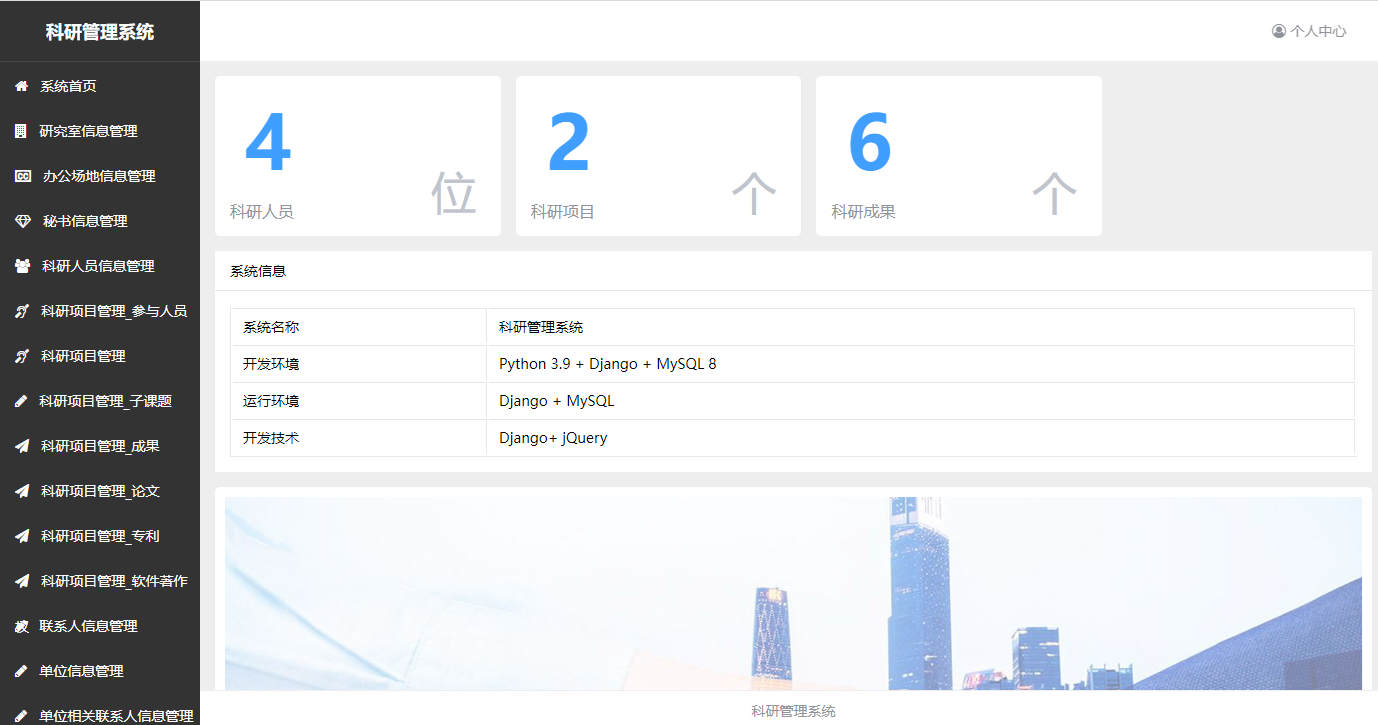 科研管理系统
个人中心
系统首页
研究室信息管理
办公场地信息管理
秘书信息管理
科研人员信息管理
科研项目管理_参与人员
科研项目管理
科研项目管理_子课题
科研项目管理_成果
科研项目管理_论文
科研项目管理_专利
科研项目管理_软件著作
联系人信息管理
单位信息管理
单位相关联系人信息管理
4
科研人员
位
2
科研项目
个
6
科研成果
个
系统信息
系统名称 科研管理系统
开发环境 Python 3.9 + Django + MySQL 8
运行环境 Django + MySQL
开发技术 Django+ jQuery
科研管理系统